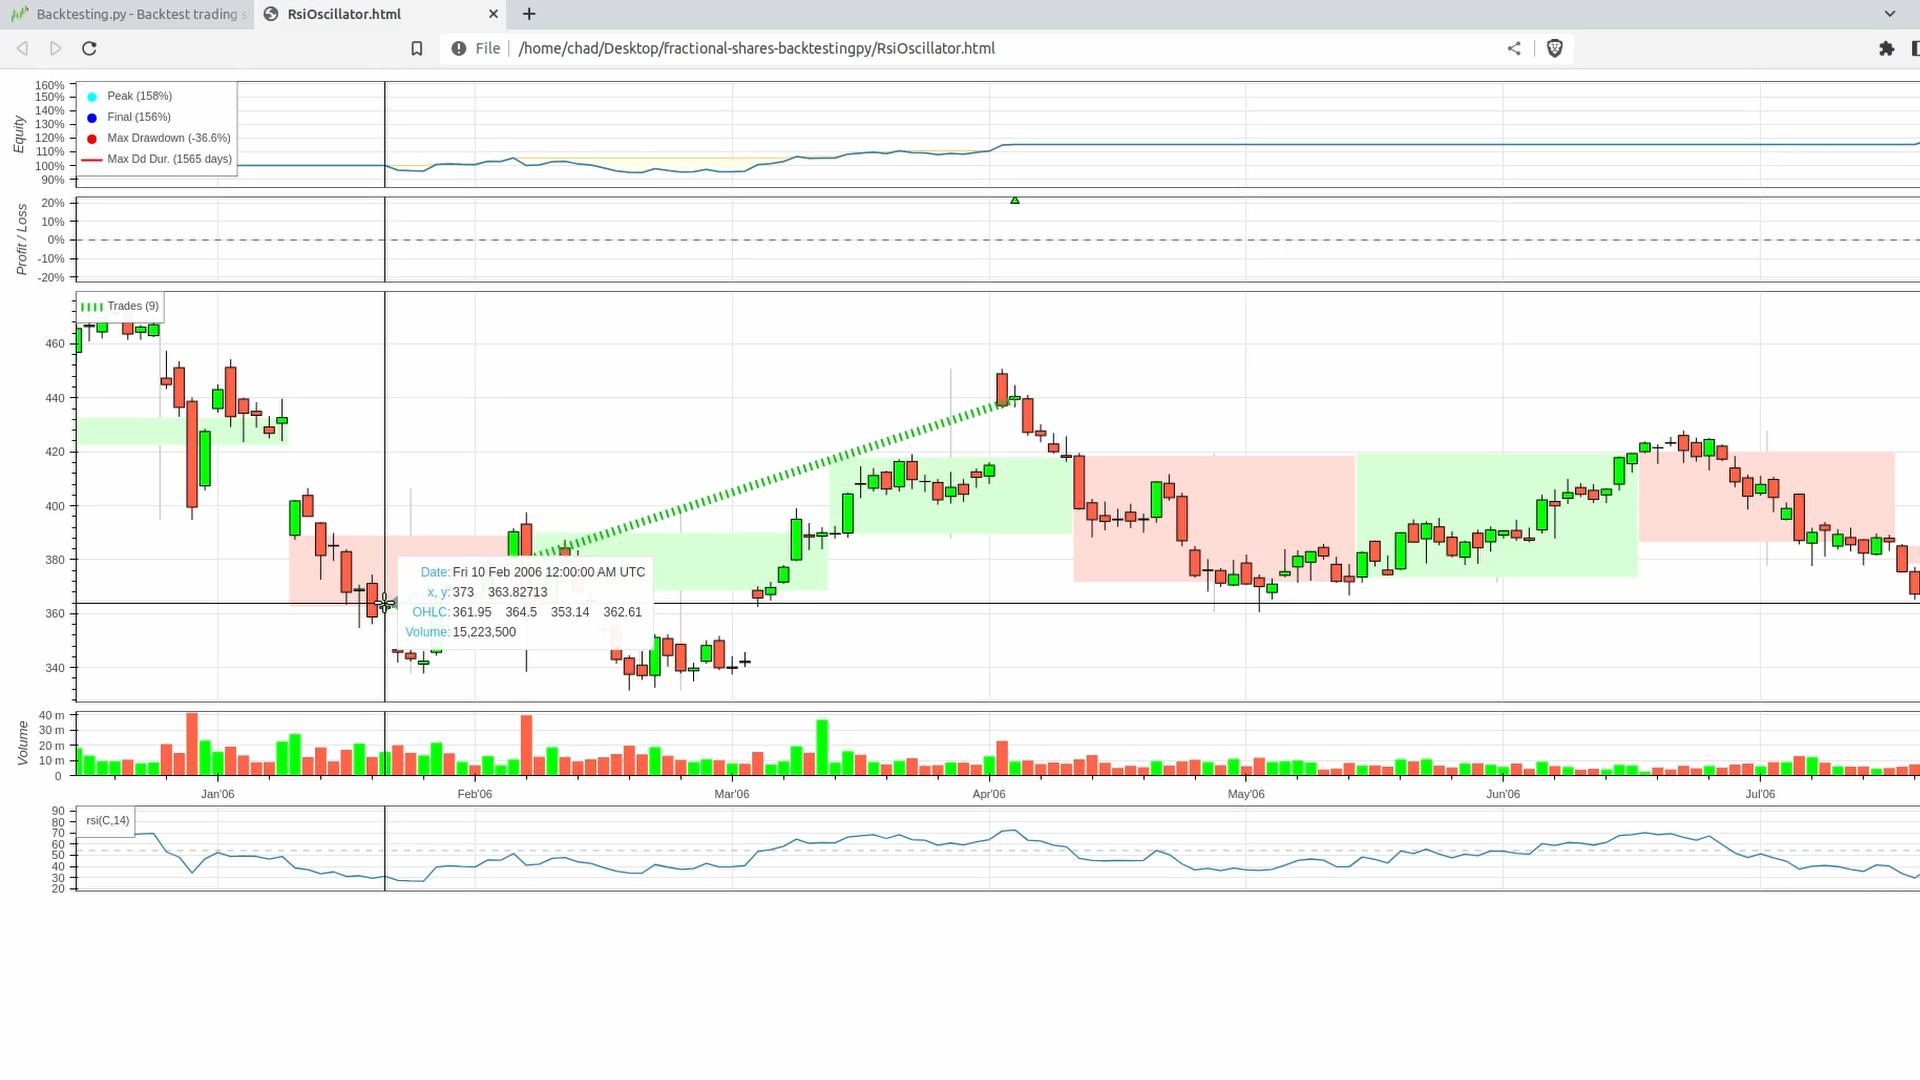 Backtesting.py - Backtest trading s
RsiOscillator.html
File
/home/chad/Desktop/fractional-shares-backtestingpy/RsiOscillator.html
Equity
160%
150%
140%
130%
120%
110%
100%
90%
Peak (158%)
Final (156%)
Max Drawdown (-36.6%)
Max Dd Dur. (1565 days)
Profit / Loss
20%
10%
0%
-10%
-20%
Trades (9)
460
440
420
400
380
360
340
Date: Fri 10 Feb 2006 12:00:00 AM UTC
x, y: 373 363.82713
OHLC: 361.95 364.5 353.14 362.61
Volume: 15,223,500
Volume
40 m
30 m
20 m
10 m
0
Jan'06 Feb'06 Mar'06 Apr'06 May'06 Jun'06 Jul'06
rsi(C,14)
90
80
70
60
50
40
30
20